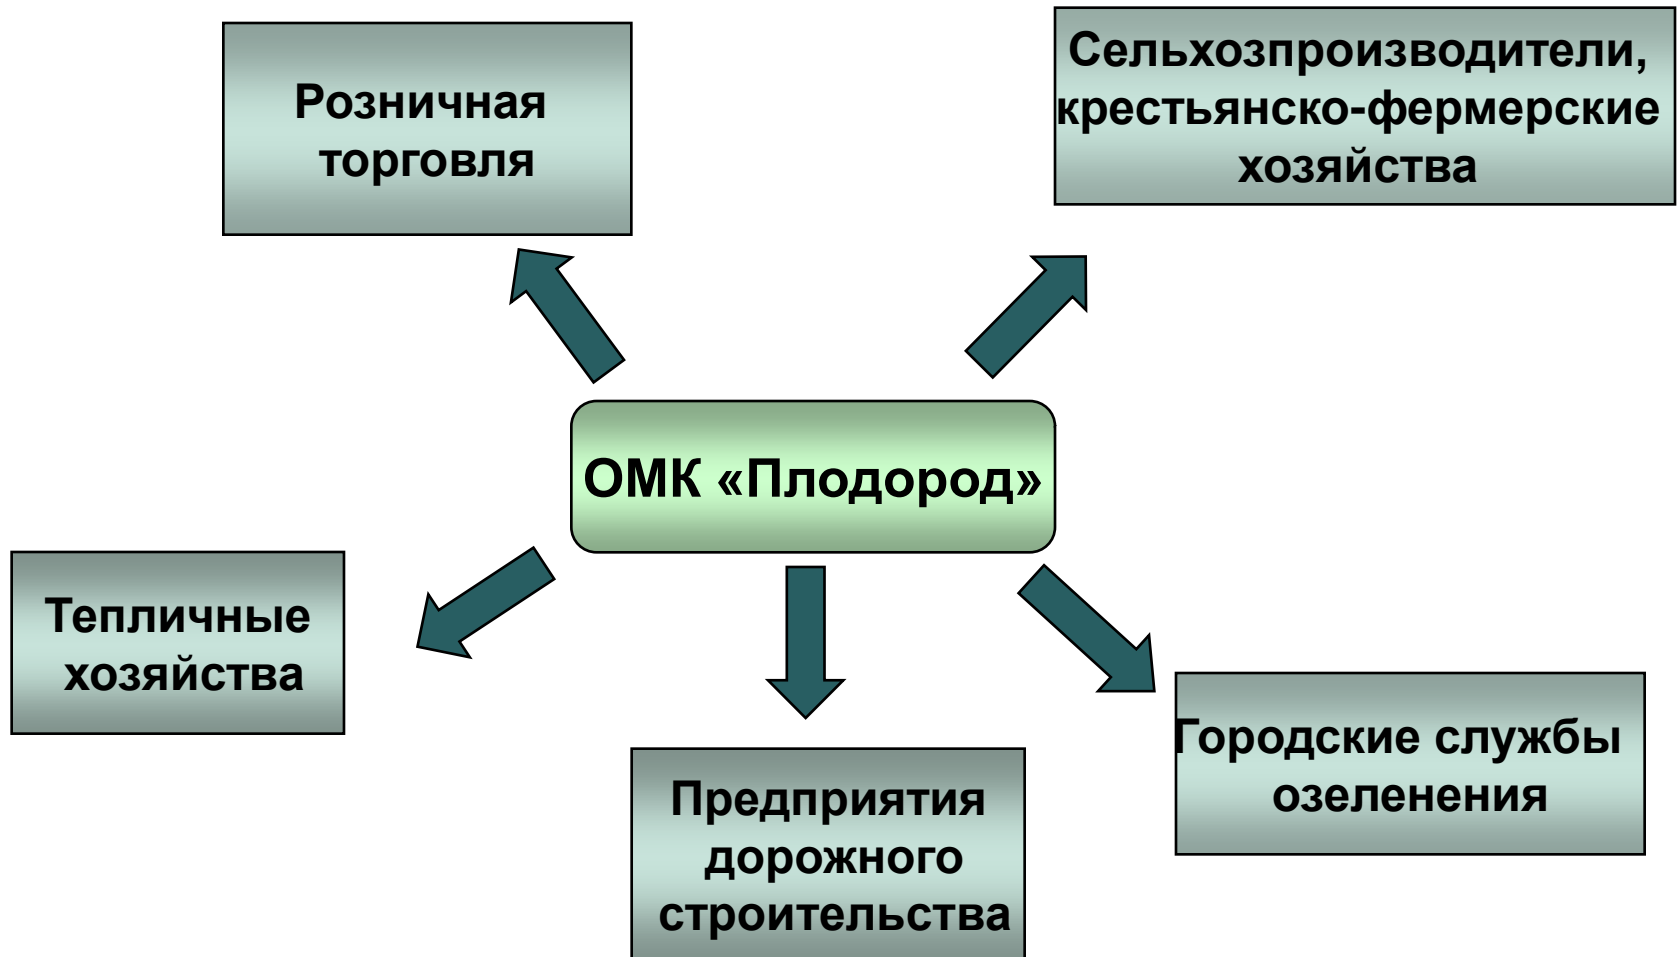 Розничная
торговля
Сельхозпроизводители,
крестьянско-фермерские
хозяйства
ОМК «Плодород»
Тепличные
хозяйства
Предприятия
дорожного
строительства
Городские службы
озеленения